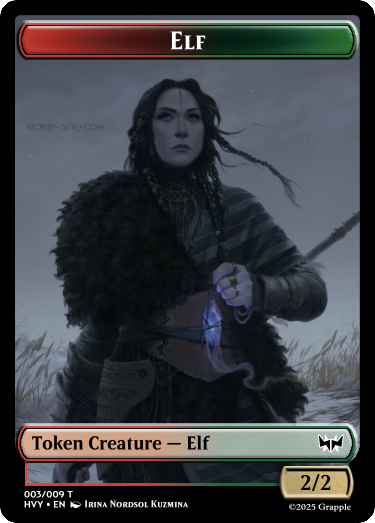 Elf
NORD-SOL.COM
Token Creature — Elf
2/2
003/009 T
HVY • EN Irina Nordsol Kuzmina
©2025 Grapple